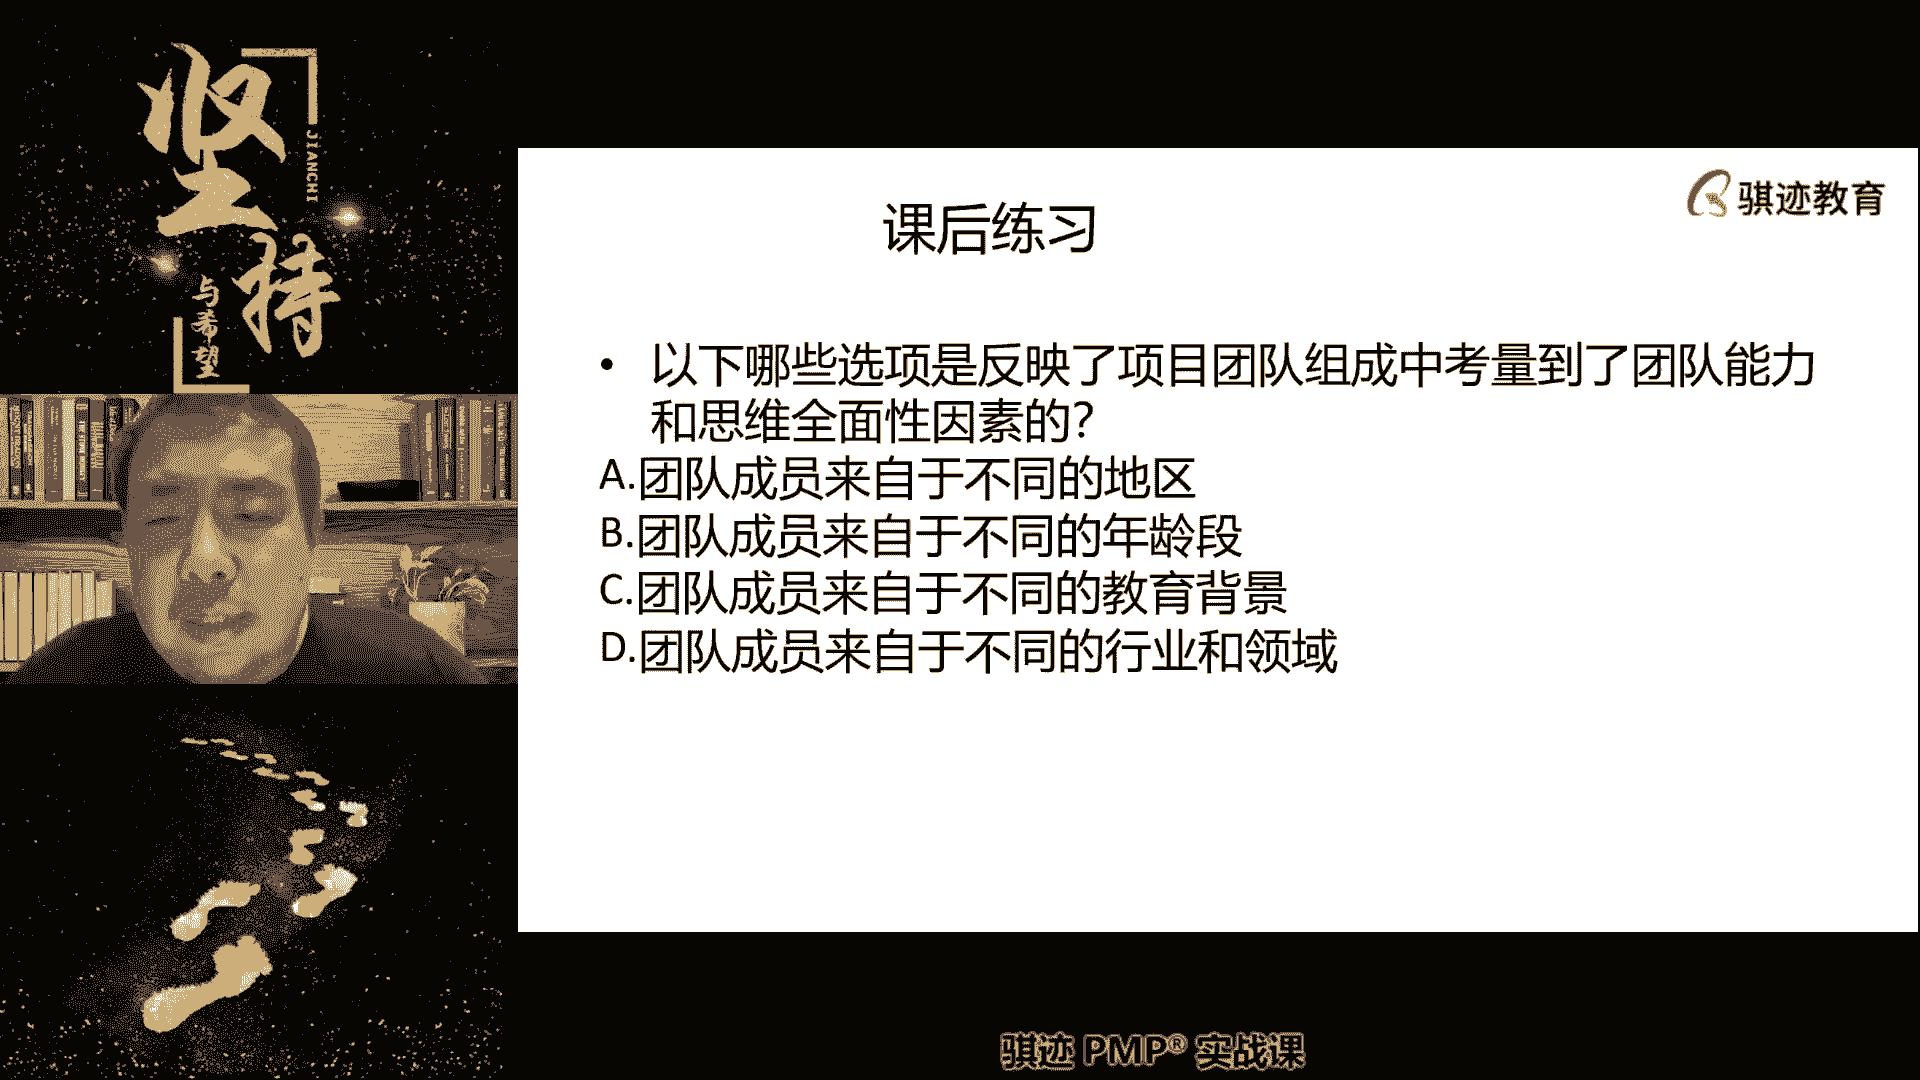 坚持
JIANCHI
与希望
骐迹教育
课后练习
• 以下哪些选项是反映了项目团队组成中考量到了团队能力
和思维全面性因素的?
A.团队成员来自于不同的地区
B.团队成员来自于不同的年龄段
C.团队成员来自于不同的教育背景
D.团队成员来自于不同的行业和领域
骐迹 PMP® 实战课